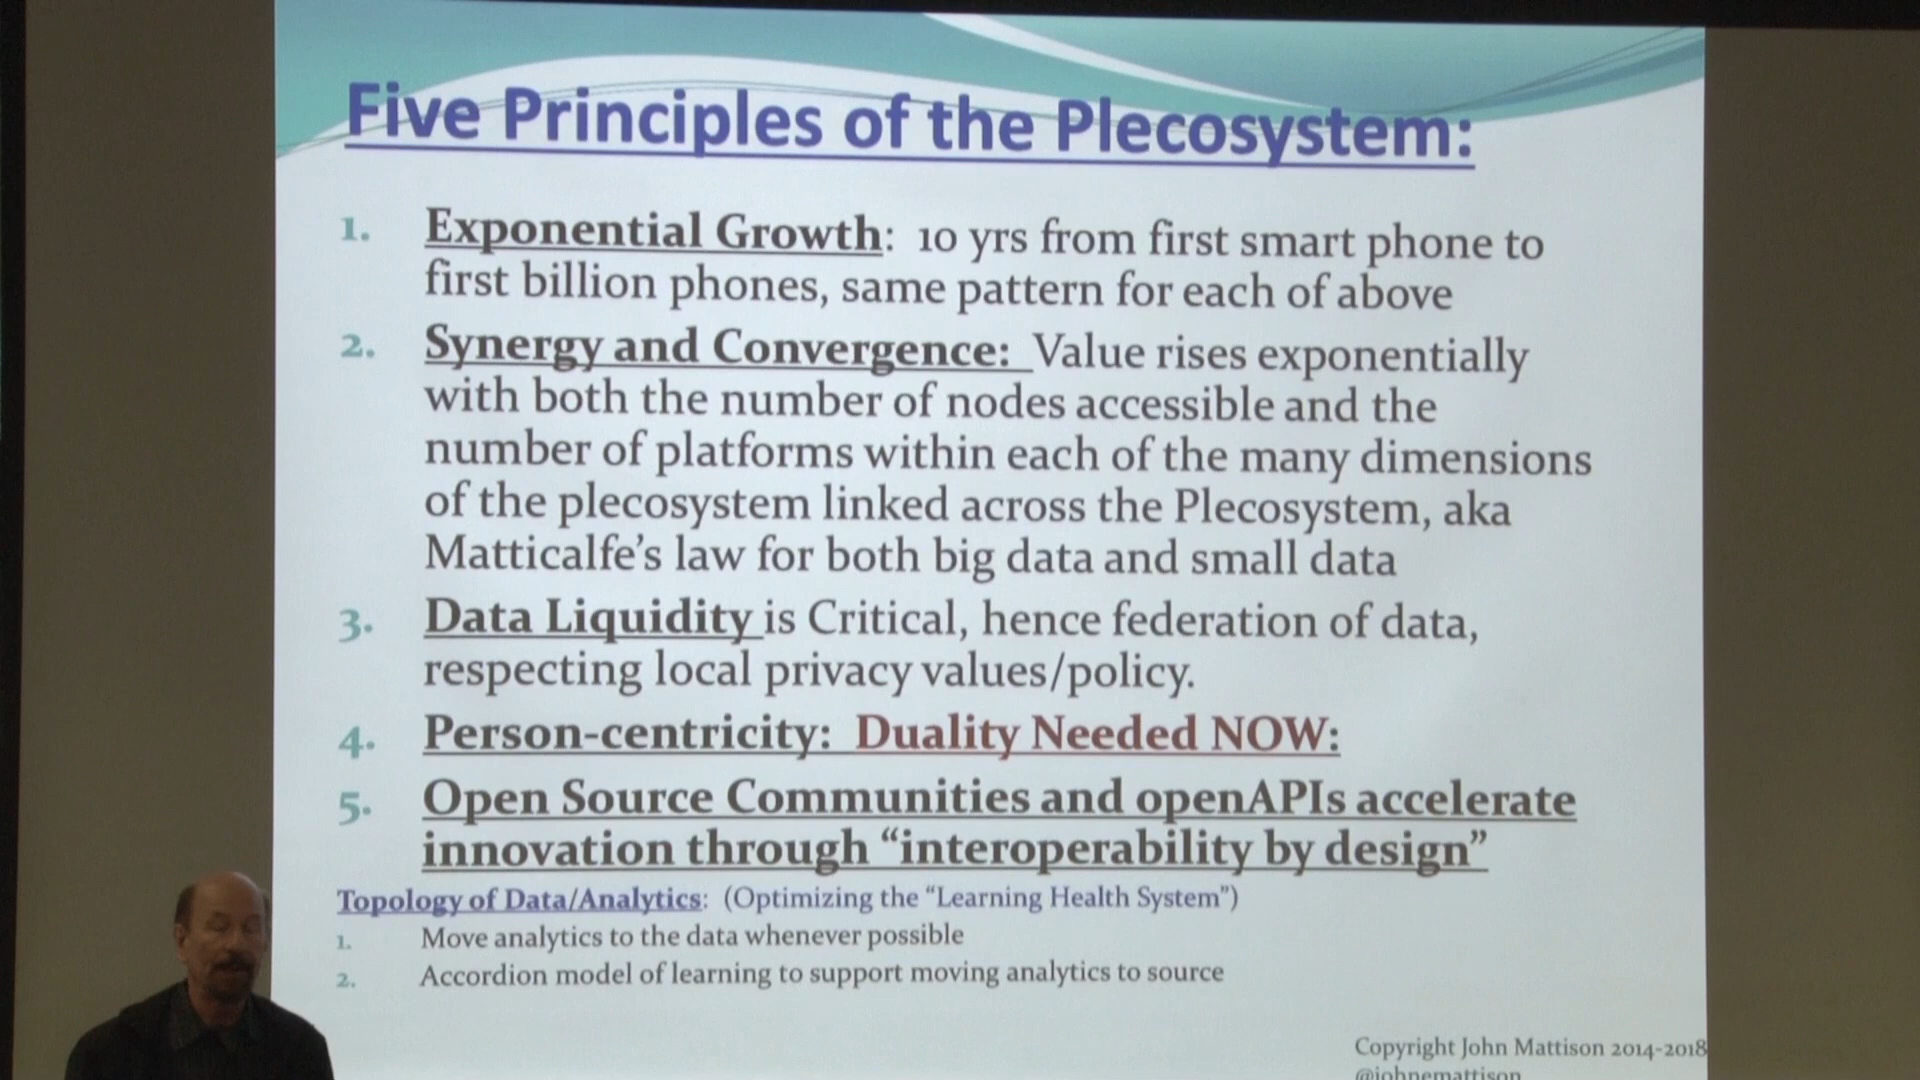 Five Principles of the Plecosystem:
1. Exponential Growth: 10 yrs from first smart phone to
first billion phones, same pattern for each of above
2. Synergy and Convergence: Value rises exponentially
with both the number of nodes accessible and the
number of platforms within each of the many dimensions
of the plecosystem linked across the Plecosystem, aka
Matticalfe's law for both big data and small data
3. Data Liquidity is Critical, hence federation of data,
respecting local privacy values/policy.
4. Person-centricity: Duality Needed NOW:
5. Open Source Communities and openAPIs accelerate
innovation through “interoperability by design”
Topology of Data/Analytics: (Optimizing the “Learning Health System”)
1. Move analytics to the data whenever possible
2. Accordion model of learning to support moving analytics to source
Copyright John Mattison 2014-2018
@johnemattison